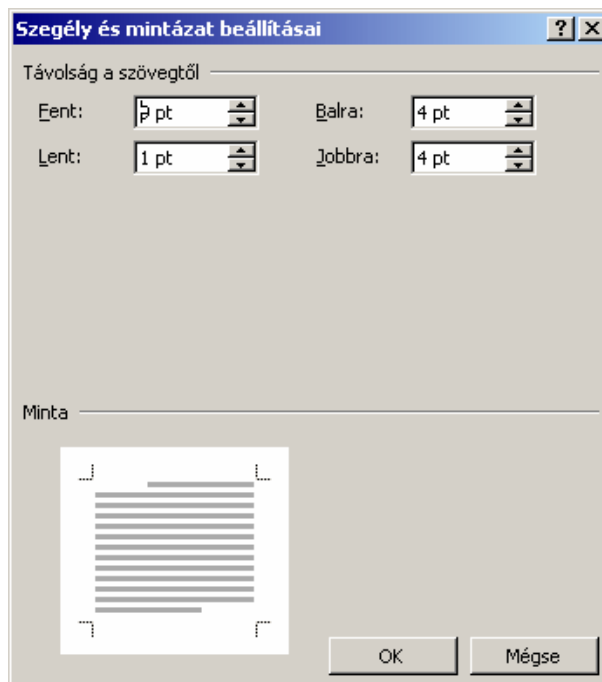 Szegély és mintázat beállításai
Távolság a szövegtől
Fent: pt Balra: 4 pt
Lent: 1 pt Jobbra: 4 pt
Minta
OK Mégse